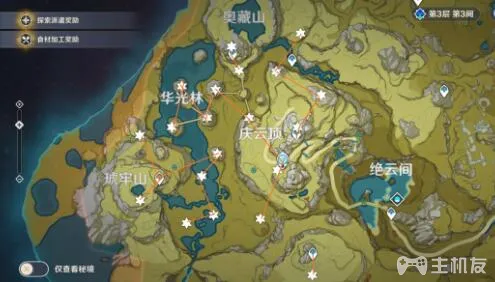 探索派遣奖励
食材加工奖励
第3层 第3间
奥藏山
华光林
庆云顶
绝云间
琥牢山
仅查看秘境
主机友